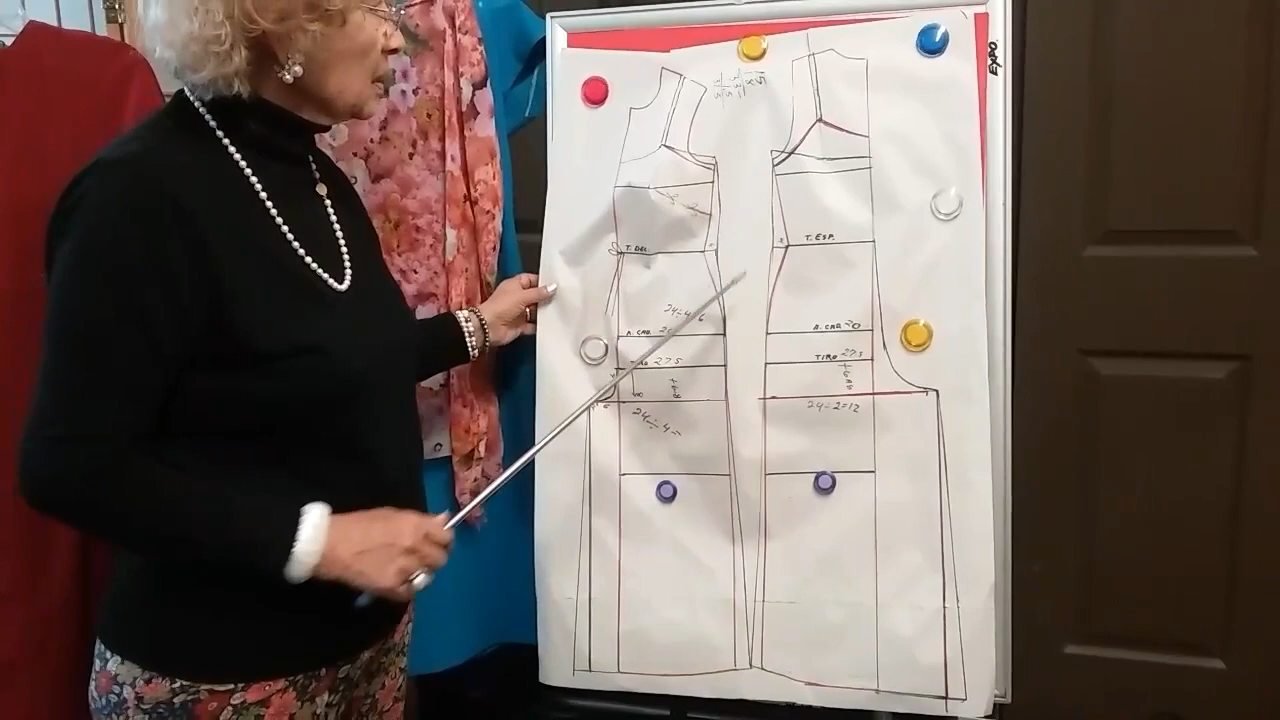 EXPO
T. DEL.
T. ESP.
24÷4=6
A. CAD. 20
A. CAD. 20
TIRO 27.5
TIRO 27.5
24÷4=
24÷2=12